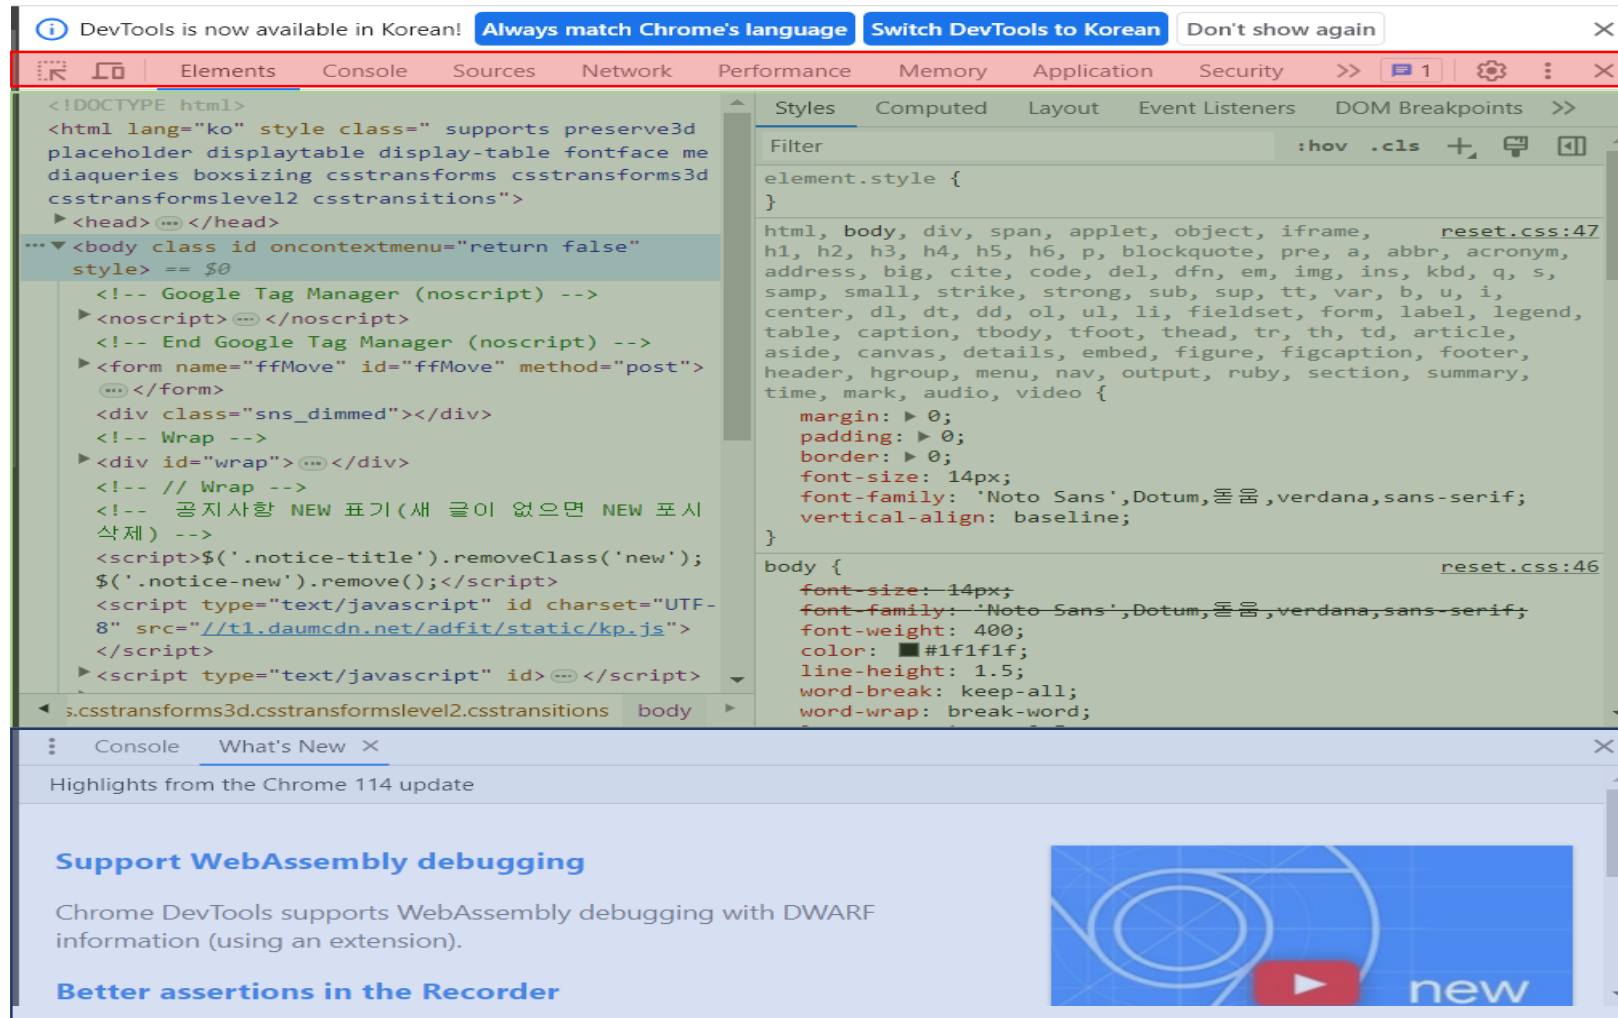 DevTools is now available in Korean! Always match Chrome's language Switch DevTools to Korean Don't show again
Elements Console Sources Network Performance Memory Application Security 1
<!DOCTYPE html>
<html lang="ko" style class=" supports preserve3d
placeholder displaytable display-table fontface me
diaqueries boxsizing csstransforms csstransforms3d
csstransformslevel2 csstransitions">
<head> ⋯ </head>
⋯ <body class id oncontextmenu="return false"
style> == $0
<!-- Google Tag Manager (noscript) -->
<noscript> ⋯ </noscript>
<!-- End Google Tag Manager (noscript) -->
<form name="ffMove" id="ffMove" method="post">
⋯ </form>
<div class="sns_dimmed"></div>
<!-- Wrap -->
<div id="wrap"> ⋯ </div>
<!-- // Wrap -->
<!-- 공지사항 NEW 표기(새 글이 없으면 NEW 포시
삭제) -->
<script>$('.notice-title').removeClass('new');
$('.notice-new').remove();</script>
<script type="text/javascript" id charset="UTF-
8" src="//t1.daumcdn.net/adfit/static/kp.js">
</script>
<script type="text/javascript" id> ⋯ </script>
s.csstransforms3d.csstransformslevel2.csstransitions body
Styles Computed Layout Event Listeners DOM Breakpoints
Filter :hov .cls
element.style {
}
html, body, div, span, applet, object, iframe, reset.css:47
h1, h2, h3, h4, h5, h6, p, blockquote, pre, a, abbr, acronym,
address, big, cite, code, del, dfn, em, img, ins, kbd, q, s,
samp, small, strike, strong, sub, sup, tt, var, b, u, i,
center, dl, dt, dd, ol, ul, li, fieldset, form, label, legend,
table, caption, tbody, tfoot, thead, tr, th, td, article,
aside, canvas, details, embed, figure, figcaption, footer,
header, hgroup, menu, nav, output, ruby, section, summary,
time, mark, audio, video {
margin: 0;
padding: 0;
border: 0;
font-size: 14px;
font-family: 'Noto Sans',Dotum,돋움,verdana,sans-serif;
vertical-align: baseline;
}
body { reset.css:46
font-size: 14px;
font-family: 'Noto Sans',Dotum,돋움,verdana,sans-serif;
font-weight: 400;
color: #1f1f1f;
line-height: 1.5;
word-break: keep-all;
word-wrap: break-word;
Console What's New
Highlights from the Chrome 114 update
Support WebAssembly debugging
Chrome DevTools supports WebAssembly debugging with DWARF
information (using an extension).
Better assertions in the Recorder
new